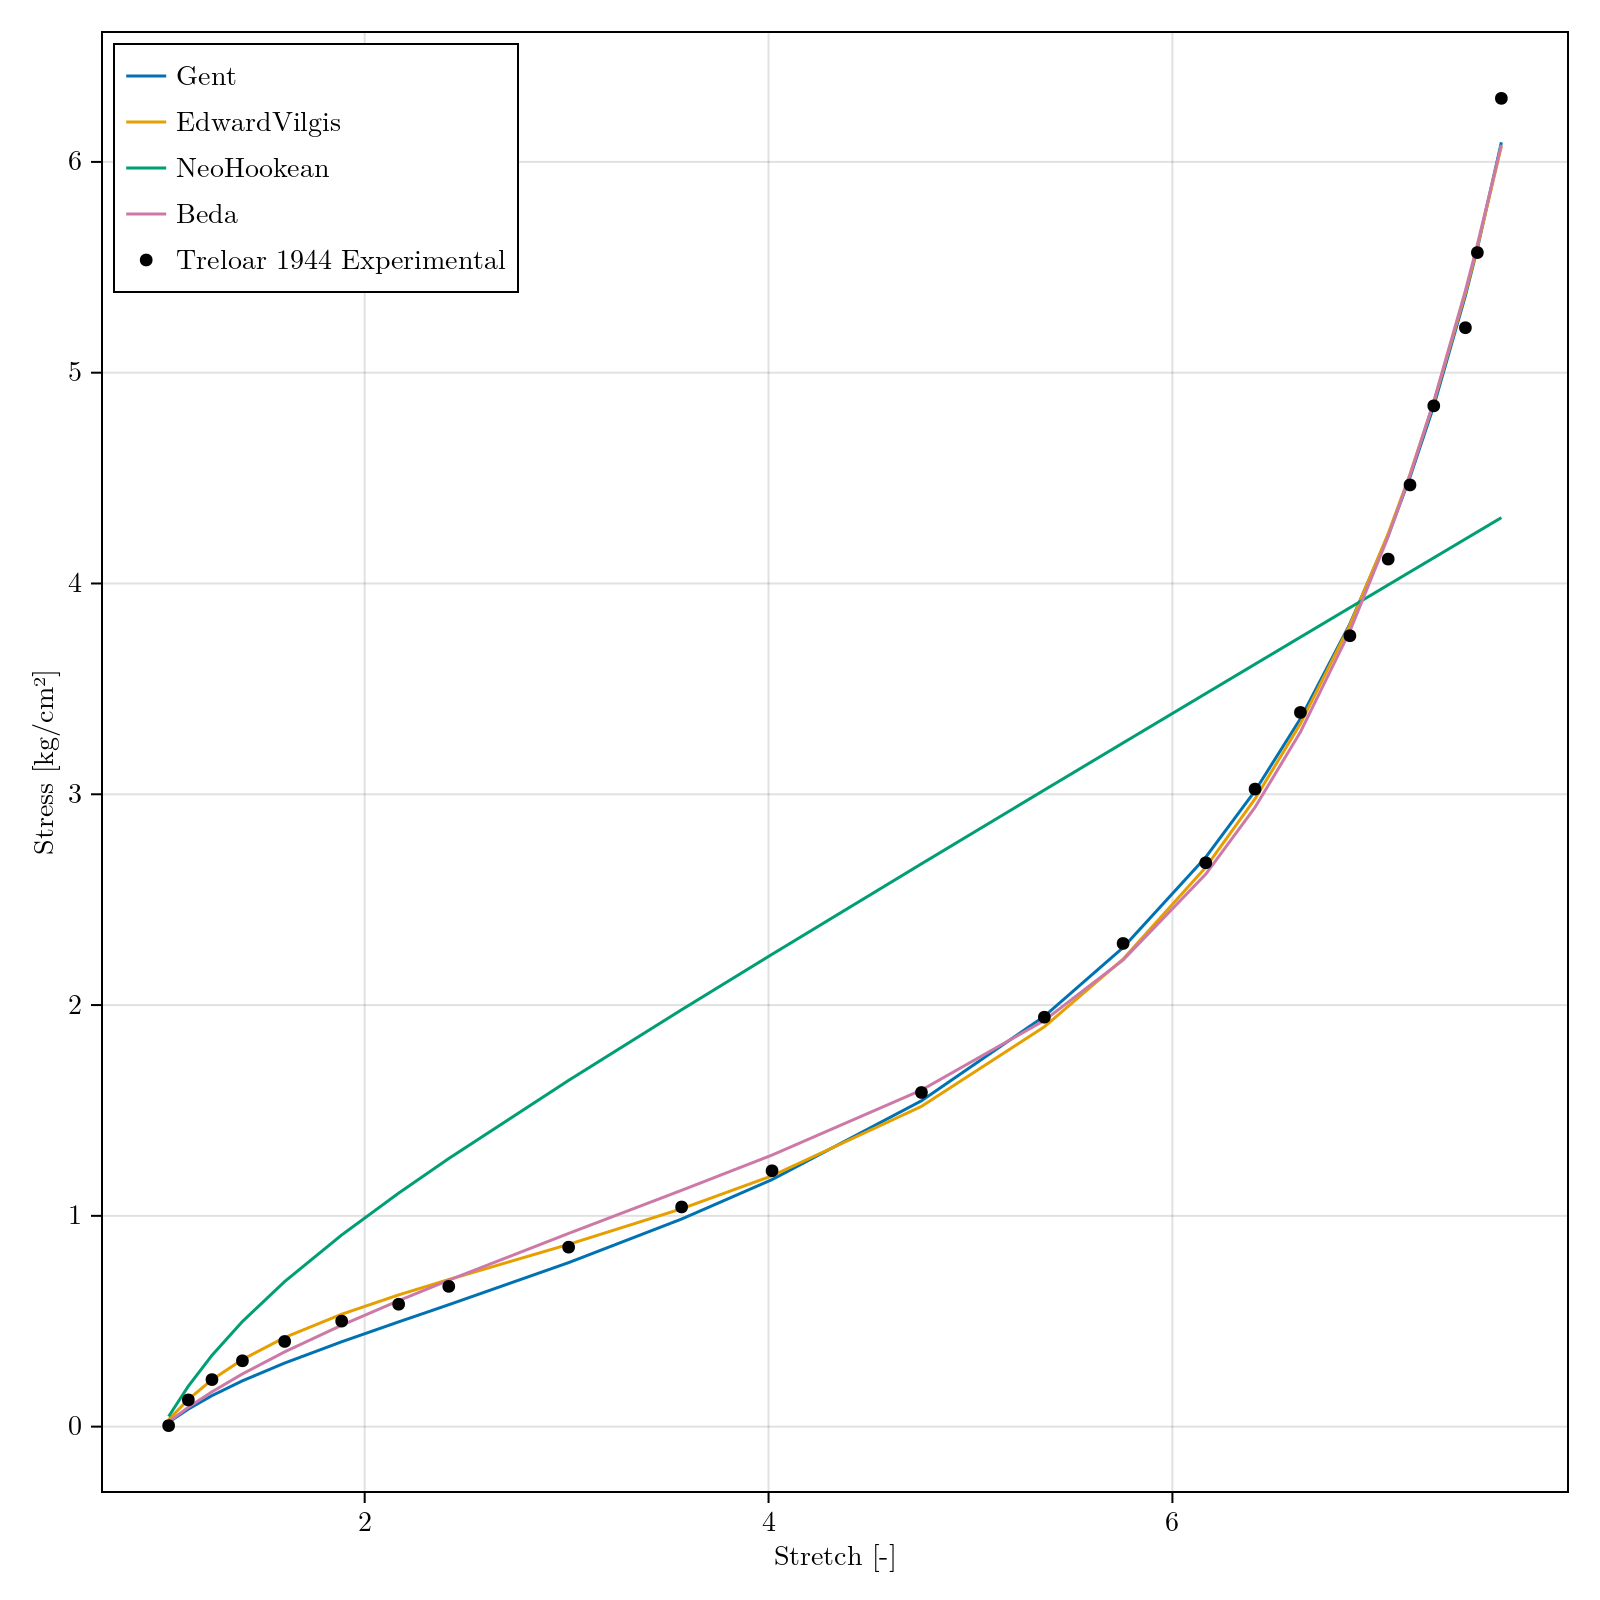 Gent
EdwardVilgis
NeoHookean
Beda
Treloar 1944 Experimental
6
5
4
3
2
1
0
Stress [kg/cm²]
2 4 6
Stretch [-]